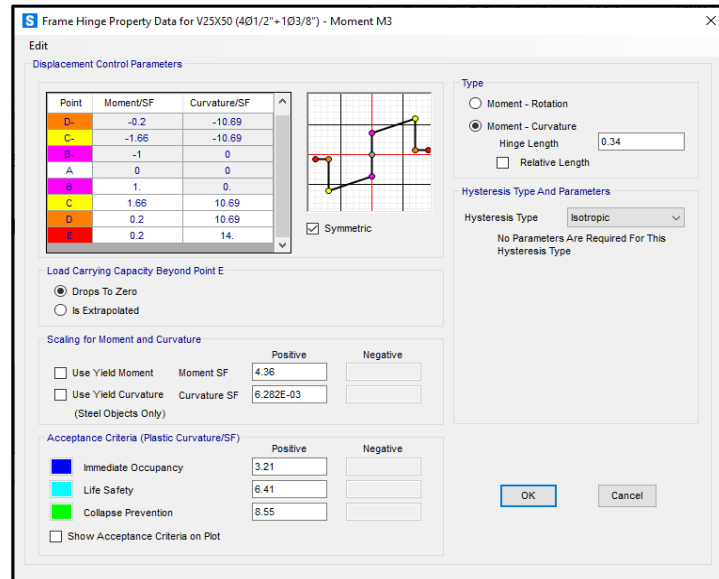 S Frame Hinge Property Data for V25X50 (4Ø1/2"+1Ø3/8") - Moment M3
Edit
Displacement Control Parameters
Point Moment/SF Curvature/SF
D- -0.2 -10.69
C- -1.66 -10.69
B- -1 0
A 0 0
B 1. 0.
C 1.66 10.69
D 0.2 10.69
E 0.2 14.
Symmetric
Type
Moment - Rotation
Moment - Curvature
Hinge Length 0.34
Relative Length
Hysteresis Type And Parameters
Hysteresis Type Isotropic
No Parameters Are Required For This
Hysteresis Type
Load Carrying Capacity Beyond Point E
Drops To Zero
Is Extrapolated
Scaling for Moment and Curvature
Positive Negative
Use Yield Moment Moment SF 4.36
Use Yield Curvature Curvature SF 6.282E-03
(Steel Objects Only)
Acceptance Criteria (Plastic Curvature/SF)
Positive Negative
Immediate Occupancy 3.21
Life Safety 6.41
Collapse Prevention 8.55
Show Acceptance Criteria on Plot
OK Cancel